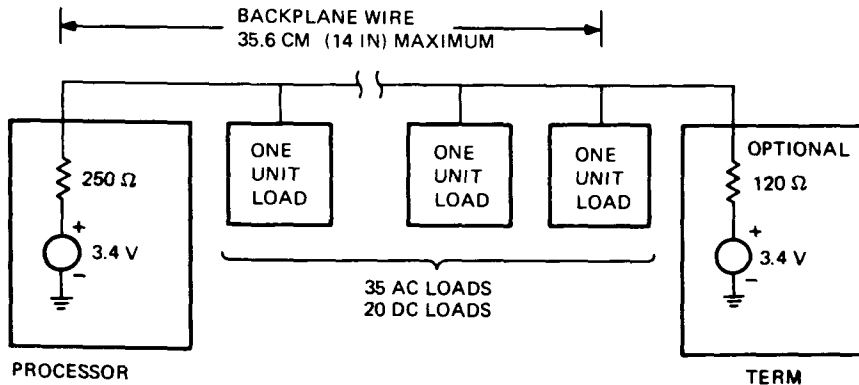 BACKPLANE WIRE
35.6 CM (14 IN) MAXIMUM
250 Ω
+
3.4 V
−
PROCESSOR
ONE
UNIT
LOAD
ONE
UNIT
LOAD
ONE
UNIT
LOAD
35 AC LOADS
20 DC LOADS
OPTIONAL
120 Ω
+
3.4 V
−
TERM